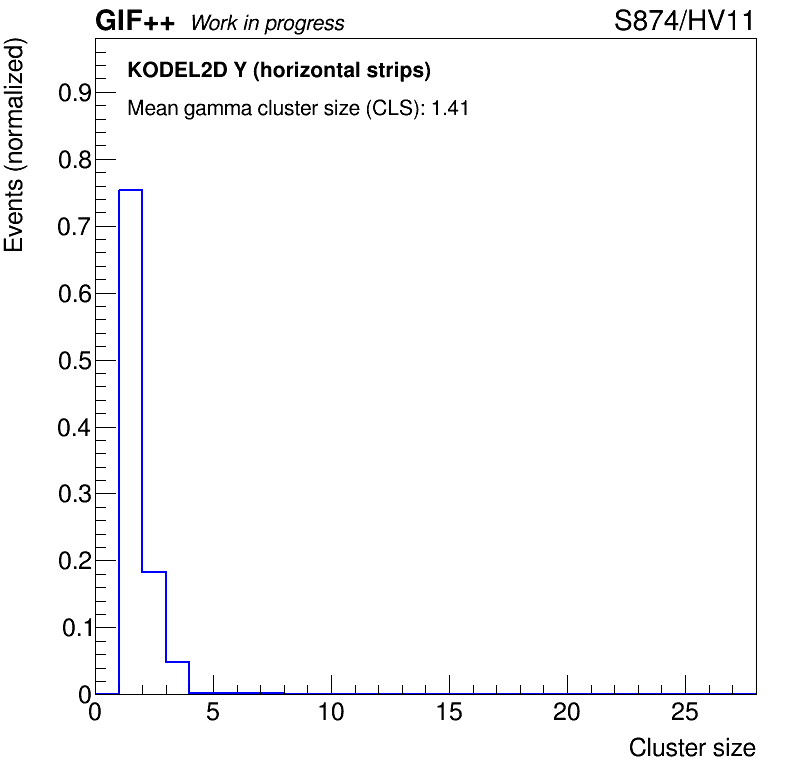 GIF++ Work in progress S874/HV11
KODEL2D Y (horizontal strips)
Mean gamma cluster size (CLS): 1.41
Events (normalized)
0.9
0.8
0.7
0.6
0.5
0.4
0.3
0.2
0.1
0
0 5 10 15 20 25
Cluster size